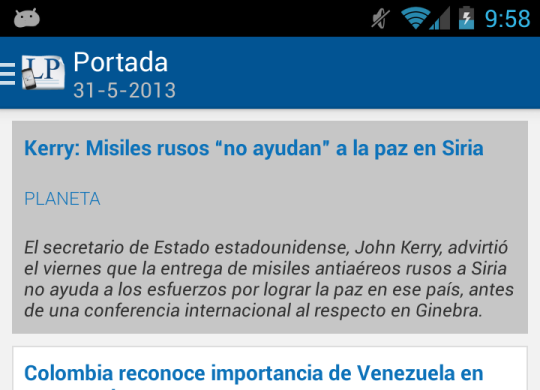 9:58
LP
Portada
31-5-2013
Kerry: Misiles rusos “no ayudan” a la paz en Siria
PLANETA
El secretario de Estado estadounidense, John Kerry, advirtió
el viernes que la entrega de misiles antiaéreos rusos a Siria
no ayuda a los esfuerzos por lograr la paz en ese país, antes
de una conferencia internacional al respecto en Ginebra.
Colombia reconoce importancia de Venezuela en